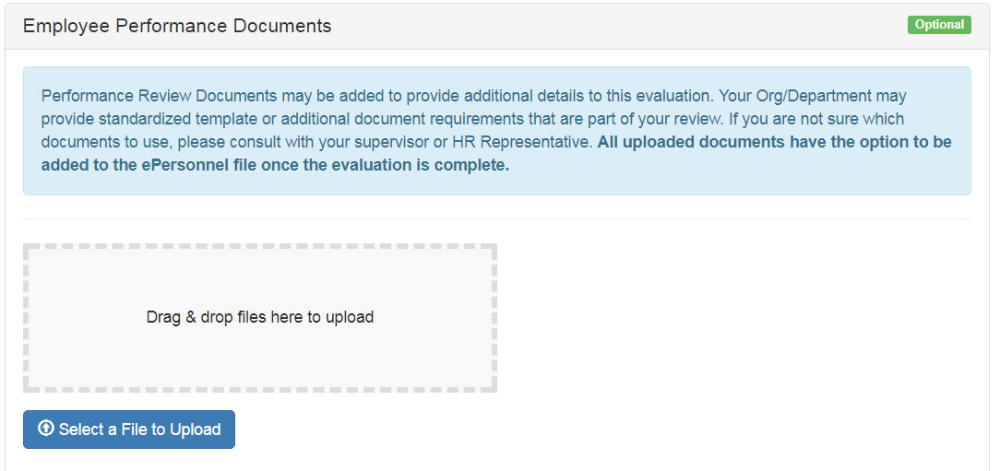 Employee Performance Documents
Optional
Performance Review Documents may be added to provide additional details to this evaluation. Your Org/Department may
provide standardized template or additional document requirements that are part of your review. If you are not sure which
documents to use, please consult with your supervisor or HR Representative. All uploaded documents have the option to be
added to the ePersonnel file once the evaluation is complete.
Drag & drop files here to upload
Select a File to Upload